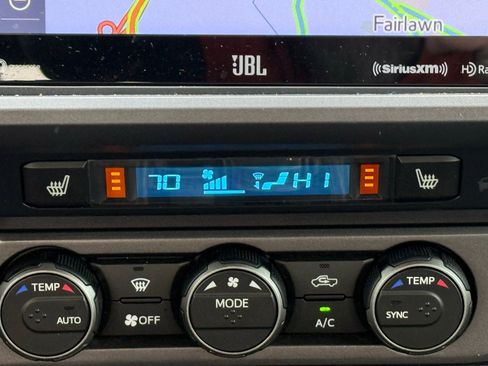 Fairlawn
JBL
((SiriusXM))
HD Ra
70
HI
TEMP
TEMP
MODE
AUTO
OFF
A/C
SYNC